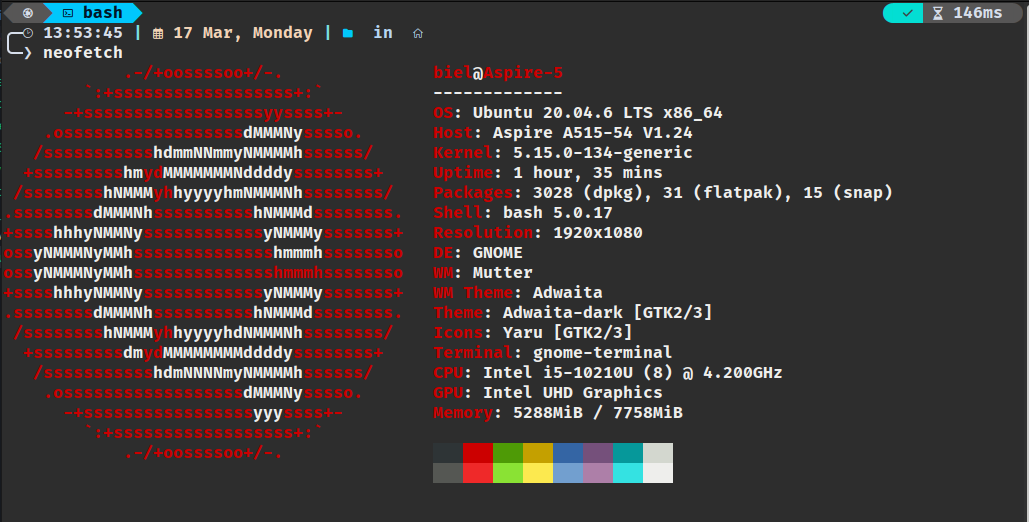 bash
146ms
13:53:45 | 17 Mar, Monday | in
❯ neofetch
.-/+oossssoo+/-.
`:+ssssssssssssssssss+:`
-+ssssssssssssssssssyyssss+-
.ossssssssssssssssssdMMMNysssso.
/ssssssssssshdmmNNmmyNMMMMhssssss/
+ssssssssshmydMMMMMMMNddddyssssssss+
/sssssssshNMMMyhhyyyyhmNMMMNhssssssss/
.ssssssssdMMMNhsssssssssshNMMMdssssssss.
+sssshhhyNMMNyssssssssssssyNMMMysssssss+
ossyNMMMNyMMhsssssssssssssshmmmhssssssso
ossyNMMMNyMMhsssssssssssssshmmmhssssssso
+sssshhhyNMMNyssssssssssssyNMMMysssssss+
.ssssssssdMMMNhsssssssssshNMMMdssssssss.
/sssssssshNMMMyhhyyyyhdNMMMNhssssssss/
+sssssssssdmydMMMMMMMMddddyssssssss+
/ssssssssssshdmNNNNmyNMMMMhssssss/
.ossssssssssssssssssdMMMNysssso.
-+sssssssssssssssssyyyssss+-
`:+ssssssssssssssssss+:`
.-/+oossssoo+/-.
biel@Aspire-5
-------------
OS: Ubuntu 20.04.6 LTS x86_64
Host: Aspire A515-54 V1.24
Kernel: 5.15.0-134-generic
Uptime: 1 hour, 35 mins
Packages: 3028 (dpkg), 31 (flatpak), 15 (snap)
Shell: bash 5.0.17
Resolution: 1920x1080
DE: GNOME
WM: Mutter
WM Theme: Adwaita
Theme: Adwaita-dark [GTK2/3]
Icons: Yaru [GTK2/3]
Terminal: gnome-terminal
CPU: Intel i5-10210U (8) @ 4.200GHz
GPU: Intel UHD Graphics
Memory: 5288MiB / 7758MiB